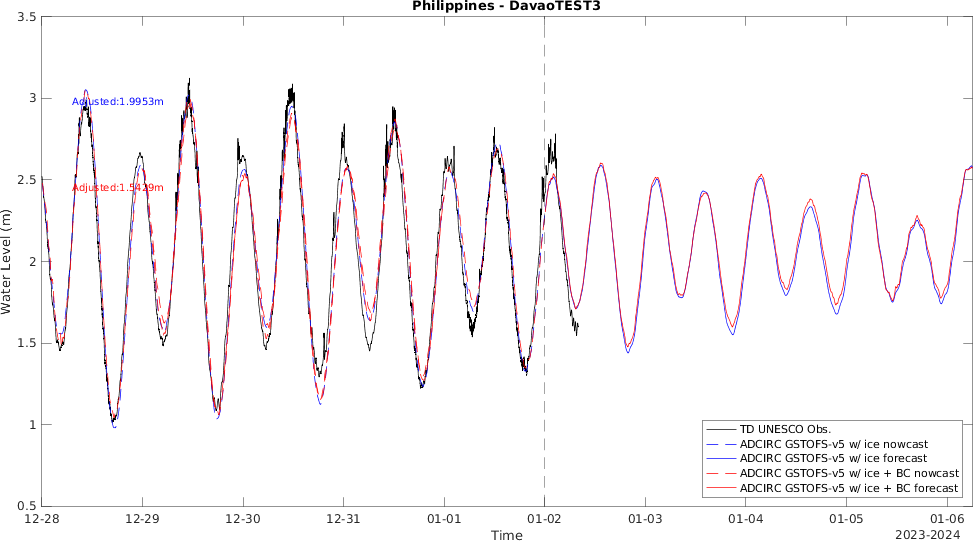 Philippines - DavaoTEST3
3.5
3
2.5
2
1.5
1
0.5
Water Level (m)
Adjusted:1.9953m
Adjusted:1.5429m
TD UNESCO Obs.
ADCIRC GSTOFS-v5 w/ ice nowcast
ADCIRC GSTOFS-v5 w/ ice forecast
ADCIRC GSTOFS-v5 w/ ice + BC nowcast
ADCIRC GSTOFS-v5 w/ ice + BC forecast
12-28 12-29 12-30 12-31 01-01 01-02 01-03 01-04 01-05 01-06
Time
2023-2024